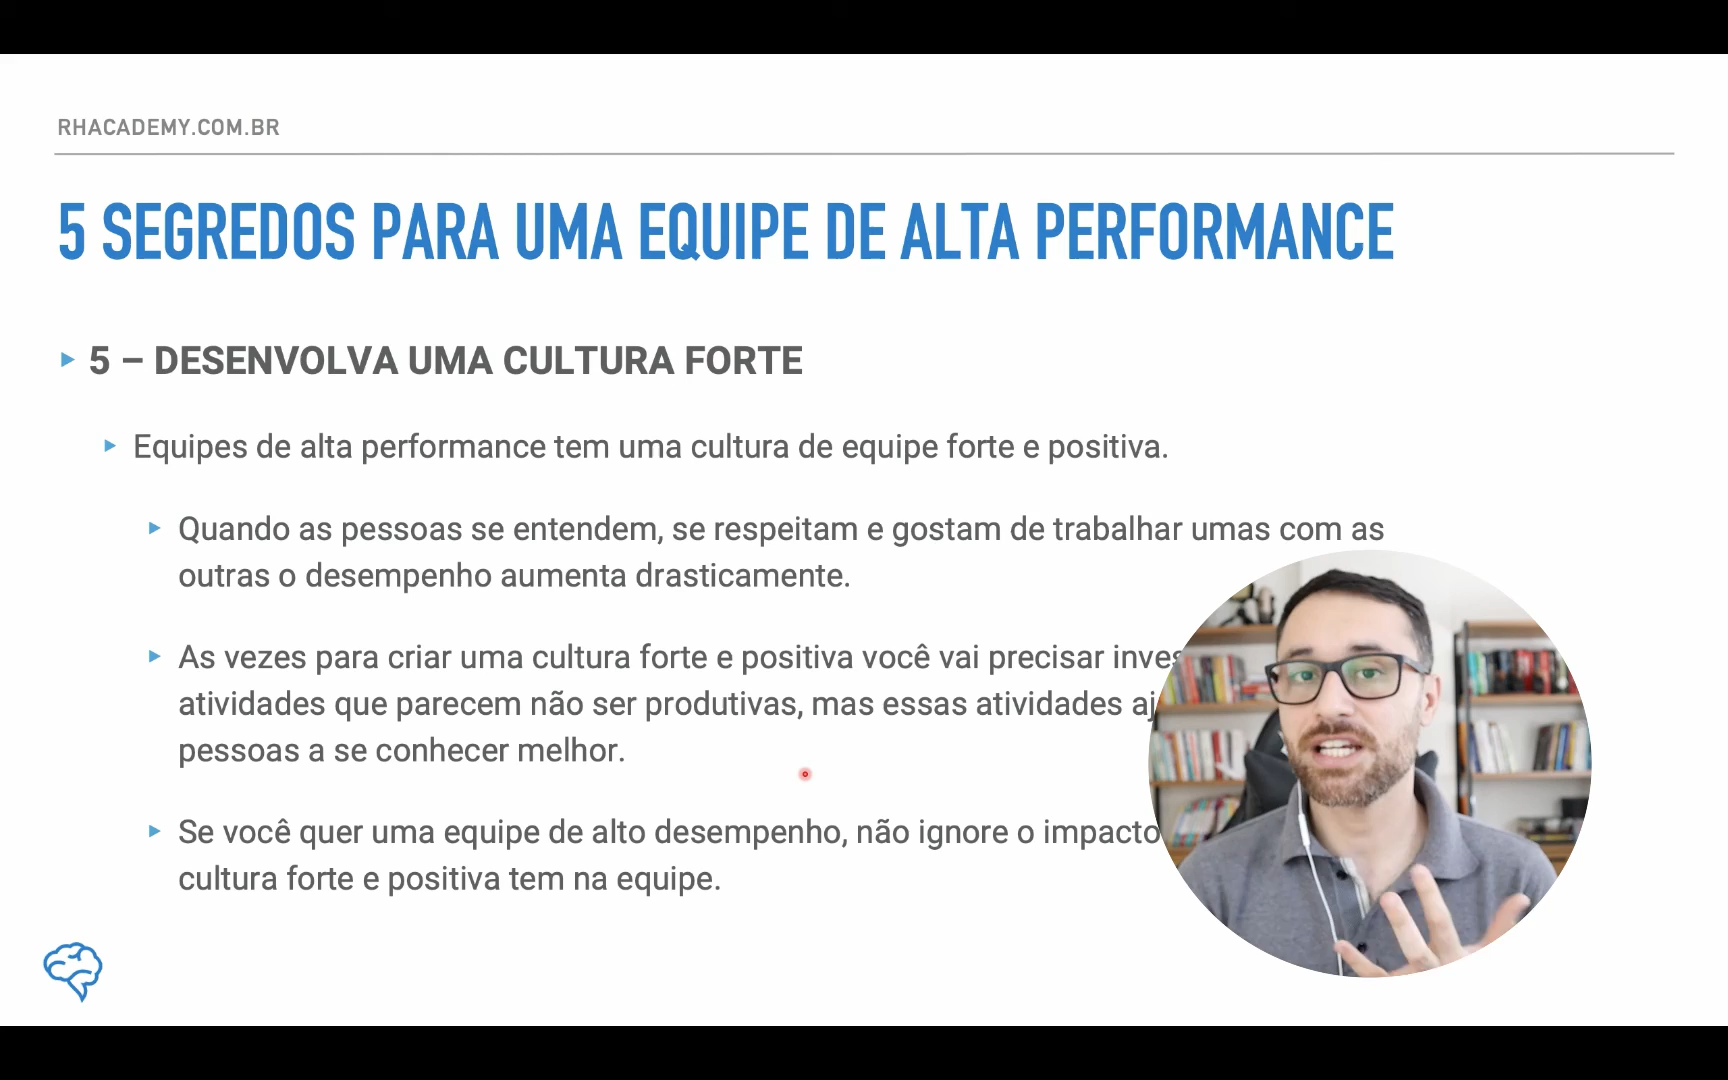 RHACADEMY.COM.BR
5 SEGREDOS PARA UMA EQUIPE DE ALTA PERFORMANCE
5 – DESENVOLVA UMA CULTURA FORTE
Equipes de alta performance tem uma cultura de equipe forte e positiva.
Quando as pessoas se entendem, se respeitam e gostam de trabalhar umas com as
outras o desempenho aumenta drasticamente.
As vezes para criar uma cultura forte e positiva você vai precisar
atividades que parecem não ser produtivas, mas essas atividades
pessoas a se conhecer melhor.
Se você quer uma equipe de alto desempenho, não ignore o impacto
cultura forte e positiva tem na equipe.